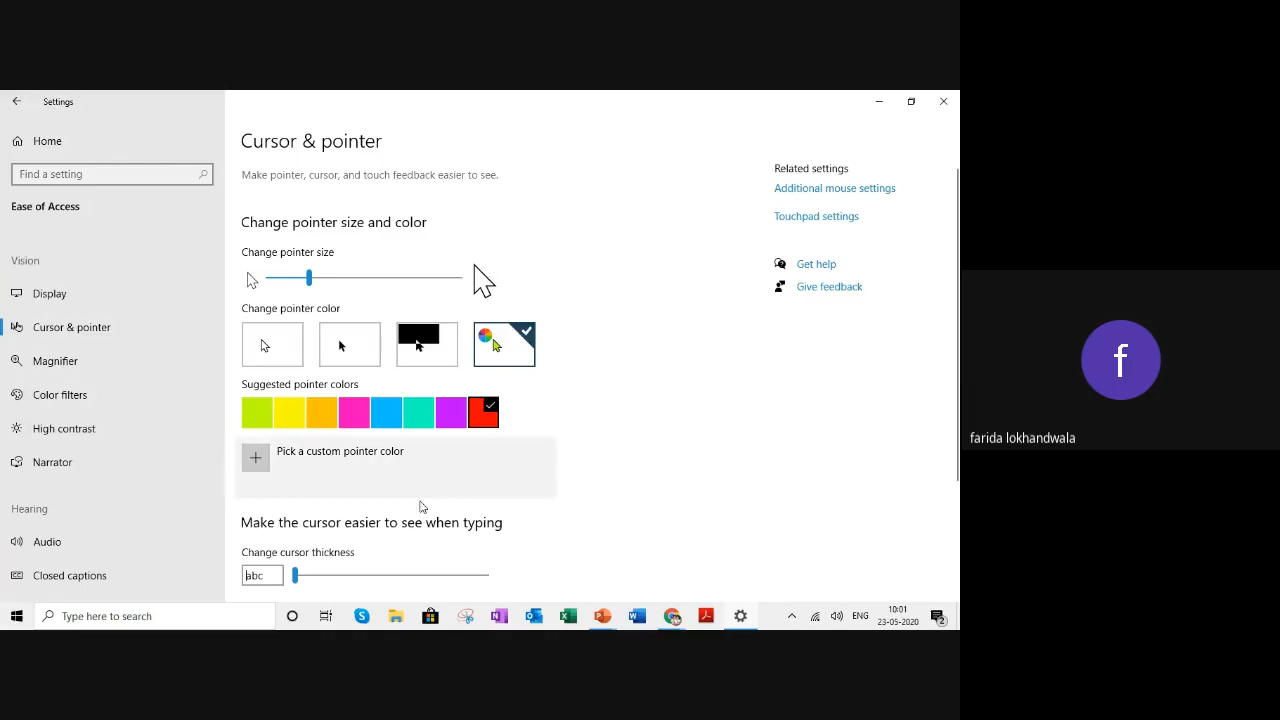 Settings
Home
Find a setting
Ease of Access
Vision
Display
Cursor & pointer
Magnifier
Color filters
High contrast
Narrator
Hearing
Audio
Closed captions
Cursor & pointer
Make pointer, cursor, and touch feedback easier to see.
Change pointer size and color
Change pointer size
Change pointer color
Suggested pointer colors
Pick a custom pointer color
Make the cursor easier to see when typing
Change cursor thickness
abc
Related settings
Additional mouse settings
Touchpad settings
Get help
Give feedback
Type here to search
ENG
10:01
23-05-2020
2
f
farida lokhandwala